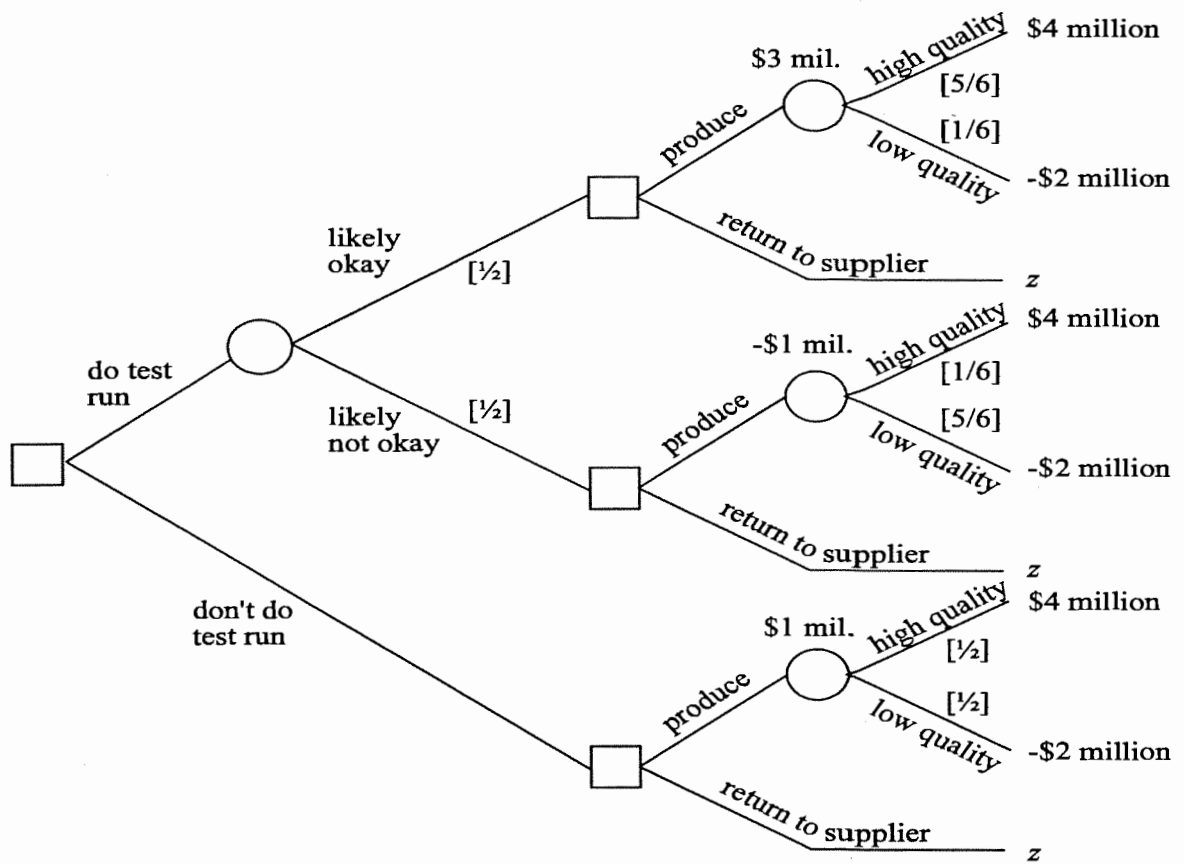 $3 mil.
high quality
$4 million
[5/6]
[1/6]
produce
low quality
-$2 million
return to supplier
z
likely
okay
[½]
do test
run
likely
not okay
[½]
-$1 mil.
high quality
$4 million
[1/6]
[5/6]
produce
low quality
-$2 million
return to supplier
z
don't do
test run
$1 mil.
high quality
$4 million
[½]
[½]
produce
low quality
-$2 million
return to supplier
z